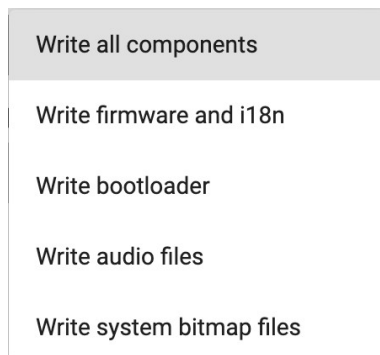 Write all components
Write firmware and i18n
Write bootloader
Write audio files
Write system bitmap files